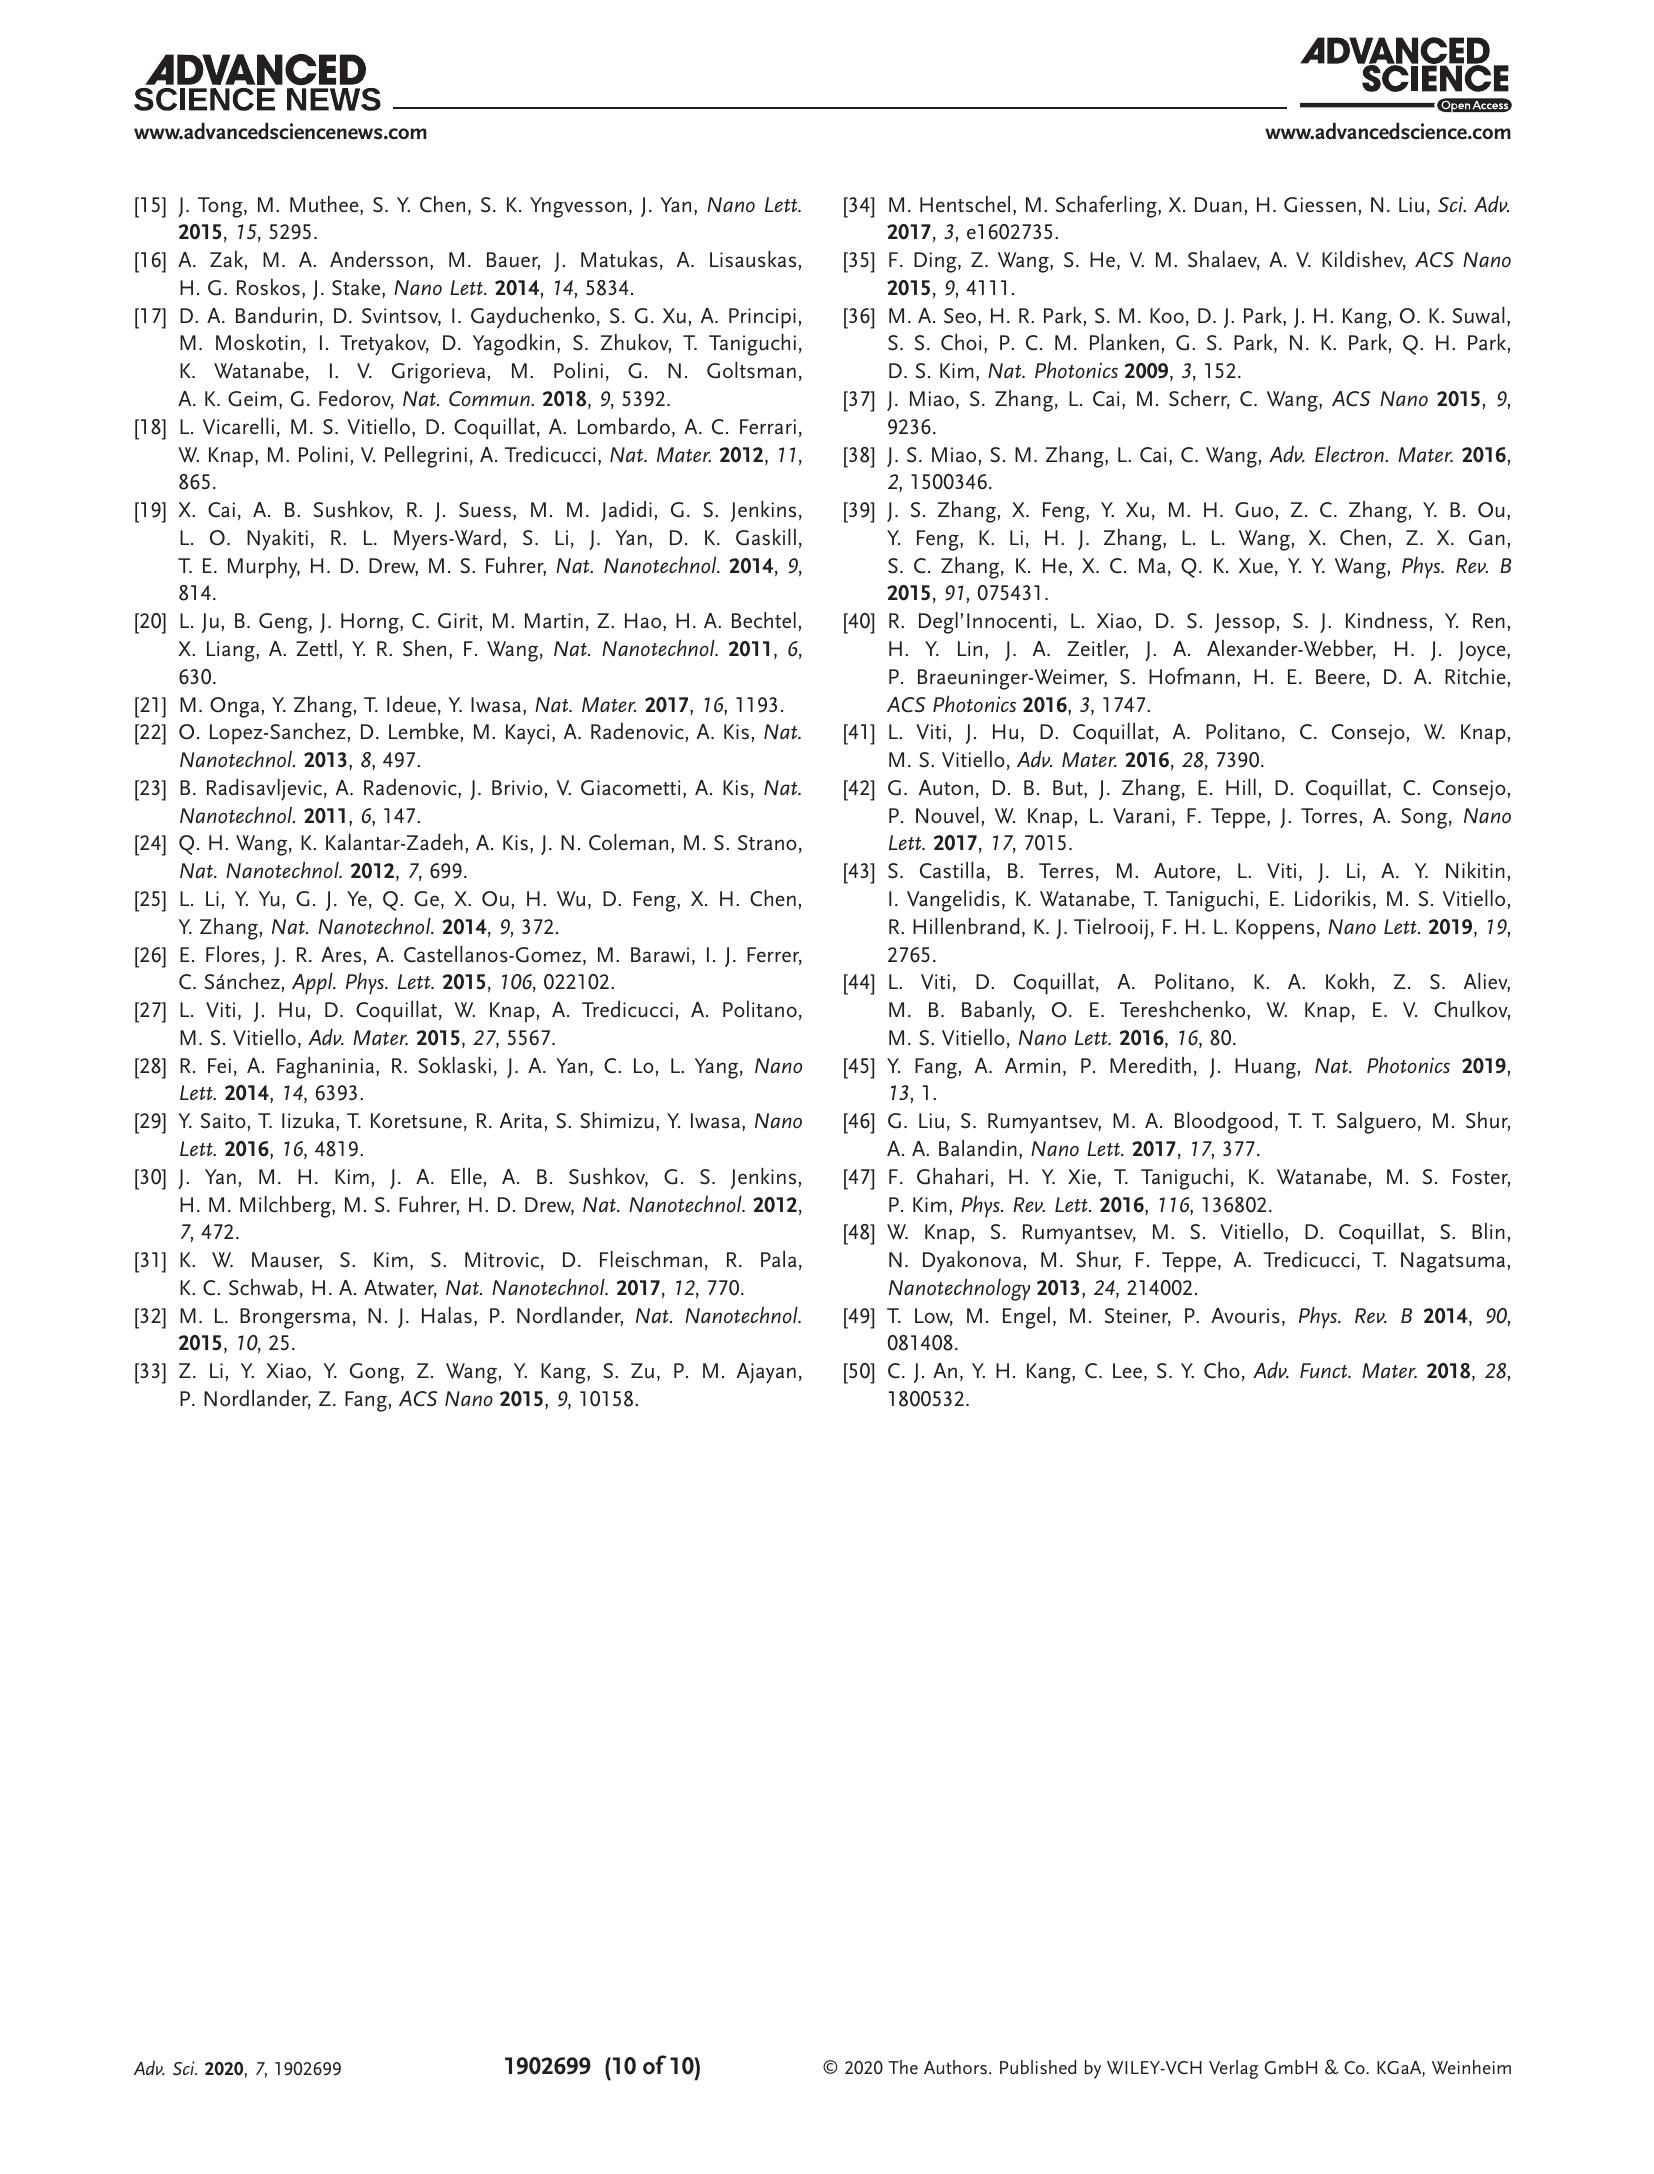 ADVANCED
SCIENCE NEWS
www.advancedsciencenews.com
ADVANCED
SCIENCE
Open Access
www.advancedscience.com
[15] J. Tong, M. Muthee, S. Y. Chen, S. K. Yngvesson, J. Yan, Nano Lett.
2015, 15, 5295.
[16] A. Zak, M. A. Andersson, M. Bauer, J. Matukas, A. Lisauskas,
H. G. Roskos, J. Stake, Nano Lett. 2014, 14, 5834.
[17] D. A. Bandurin, D. Svintsov, I. Gayduchenko, S. G. Xu, A. Principi,
M. Moskotin, I. Tretyakov, D. Yagodkin, S. Zhukov, T. Taniguchi,
K. Watanabe, I. V. Grigorieva, M. Polini, G. N. Goltsman,
A. K. Geim, G. Fedorov, Nat. Commun. 2018, 9, 5392.
[18] L. Vicarelli, M. S. Vitiello, D. Coquillat, A. Lombardo, A. C. Ferrari,
W. Knap, M. Polini, V. Pellegrini, A. Tredicucci, Nat. Mater. 2012, 11,
865.
[19] X. Cai, A. B. Sushkov, R. J. Suess, M. M. Jadidi, G. S. Jenkins,
L. O. Nyakiti, R. L. Myers-Ward, S. Li, J. Yan, D. K. Gaskill,
T. E. Murphy, H. D. Drew, M. S. Fuhrer, Nat. Nanotechnol. 2014, 9,
814.
[20] L. Ju, B. Geng, J. Horng, C. Girit, M. Martin, Z. Hao, H. A. Bechtel,
X. Liang, A. Zettl, Y. R. Shen, F. Wang, Nat. Nanotechnol. 2011, 6,
630.
[21] M. Onga, Y. Zhang, T. Ideue, Y. Iwasa, Nat. Mater. 2017, 16, 1193.
[22] O. Lopez-Sanchez, D. Lembke, M. Kayci, A. Radenovic, A. Kis, Nat.
Nanotechnol. 2013, 8, 497.
[23] B. Radisavljevic, A. Radenovic, J. Brivio, V. Giacometti, A. Kis, Nat.
Nanotechnol. 2011, 6, 147.
[24] Q. H. Wang, K. Kalantar-Zadeh, A. Kis, J. N. Coleman, M. S. Strano,
Nat. Nanotechnol. 2012, 7, 699.
[25] L. Li, Y. Yu, G. J. Ye, Q. Ge, X. Ou, H. Wu, D. Feng, X. H. Chen,
Y. Zhang, Nat. Nanotechnol. 2014, 9, 372.
[26] E. Flores, J. R. Ares, A. Castellanos-Gomez, M. Barawi, I. J. Ferrer,
C. Sánchez, Appl. Phys. Lett. 2015, 106, 022102.
[27] L. Viti, J. Hu, D. Coquillat, W. Knap, A. Tredicucci, A. Politano,
M. S. Vitiello, Adv. Mater. 2015, 27, 5567.
[28] R. Fei, A. Faghaninia, R. Soklaski, J. A. Yan, C. Lo, L. Yang, Nano
Lett. 2014, 14, 6393.
[29] Y. Saito, T. Iizuka, T. Koretsune, R. Arita, S. Shimizu, Y. Iwasa, Nano
Lett. 2016, 16, 4819.
[30] J. Yan, M. H. Kim, J. A. Elle, A. B. Sushkov, G. S. Jenkins,
H. M. Milchberg, M. S. Fuhrer, H. D. Drew, Nat. Nanotechnol. 2012,
7, 472.
[31] K. W. Mauser, S. Kim, S. Mitrovic, D. Fleischman, R. Pala,
K. C. Schwab, H. A. Atwater, Nat. Nanotechnol. 2017, 12, 770.
[32] M. L. Brongersma, N. J. Halas, P. Nordlander, Nat. Nanotechnol.
2015, 10, 25.
[33] Z. Li, Y. Xiao, Y. Gong, Z. Wang, Y. Kang, S. Zu, P. M. Ajayan,
P. Nordlander, Z. Fang, ACS Nano 2015, 9, 10158.
[34] M. Hentschel, M. Schaferling, X. Duan, H. Giessen, N. Liu, Sci. Adv.
2017, 3, e1602735.
[35] F. Ding, Z. Wang, S. He, V. M. Shalaev, A. V. Kildishev, ACS Nano
2015, 9, 4111.
[36] M. A. Seo, H. R. Park, S. M. Koo, D. J. Park, J. H. Kang, O. K. Suwal,
S. S. Choi, P. C. M. Planken, G. S. Park, N. K. Park, Q. H. Park,
D. S. Kim, Nat. Photonics 2009, 3, 152.
[37] J. Miao, S. Zhang, L. Cai, M. Scherr, C. Wang, ACS Nano 2015, 9,
9236.
[38] J. S. Miao, S. M. Zhang, L. Cai, C. Wang, Adv. Electron. Mater. 2016,
2, 1500346.
[39] J. S. Zhang, X. Feng, Y. Xu, M. H. Guo, Z. C. Zhang, Y. B. Ou,
Y. Feng, K. Li, H. J. Zhang, L. L. Wang, X. Chen, Z. X. Gan,
S. C. Zhang, K. He, X. C. Ma, Q. K. Xue, Y. Y. Wang, Phys. Rev. B
2015, 91, 075431.
[40] R. Degl'Innocenti, L. Xiao, D. S. Jessop, S. J. Kindness, Y. Ren,
H. Y. Lin, J. A. Zeitler, J. A. Alexander-Webber, H. J. Joyce,
P. Braeuninger-Weimer, S. Hofmann, H. E. Beere, D. A. Ritchie,
ACS Photonics 2016, 3, 1747.
[41] L. Viti, J. Hu, D. Coquillat, A. Politano, C. Consejo, W. Knap,
M. S. Vitiello, Adv. Mater. 2016, 28, 7390.
[42] G. Auton, D. B. But, J. Zhang, E. Hill, D. Coquillat, C. Consejo,
P. Nouvel, W. Knap, L. Varani, F. Teppe, J. Torres, A. Song, Nano
Lett. 2017, 17, 7015.
[43] S. Castilla, B. Terres, M. Autore, L. Viti, J. Li, A. Y. Nikitin,
I. Vangelidis, K. Watanabe, T. Taniguchi, E. Lidorikis, M. S. Vitiello,
R. Hillenbrand, K. J. Tielrooij, F. H. L. Koppens, Nano Lett. 2019, 19,
2765.
[44] L. Viti, D. Coquillat, A. Politano, K. A. Kokh, Z. S. Aliev,
M. B. Babanly, O. E. Tereshchenko, W. Knap, E. V. Chulkov,
M. S. Vitiello, Nano Lett. 2016, 16, 80.
[45] Y. Fang, A. Armin, P. Meredith, J. Huang, Nat. Photonics 2019,
13, 1.
[46] G. Liu, S. Rumyantsev, M. A. Bloodgood, T. T. Salguero, M. Shur,
A. A. Balandin, Nano Lett. 2017, 17, 377.
[47] F. Ghahari, H. Y. Xie, T. Taniguchi, K. Watanabe, M. S. Foster,
P. Kim, Phys. Rev. Lett. 2016, 116, 136802.
[48] W. Knap, S. Rumyantsev, M. S. Vitiello, D. Coquillat, S. Blin,
N. Dyakonova, M. Shur, F. Teppe, A. Tredicucci, T. Nagatsuma,
Nanotechnology 2013, 24, 214002.
[49] T. Low, M. Engel, M. Steiner, P. Avouris, Phys. Rev. B 2014, 90,
081408.
[50] C. J. An, Y. H. Kang, C. Lee, S. Y. Cho, Adv. Funct. Mater. 2018, 28,
1800532.
Adv. Sci. 2020, 7, 1902699
1902699 (10 of 10)
© 2020 The Authors. Published by WILEY-VCH Verlag GmbH & Co. KGaA, Weinheim